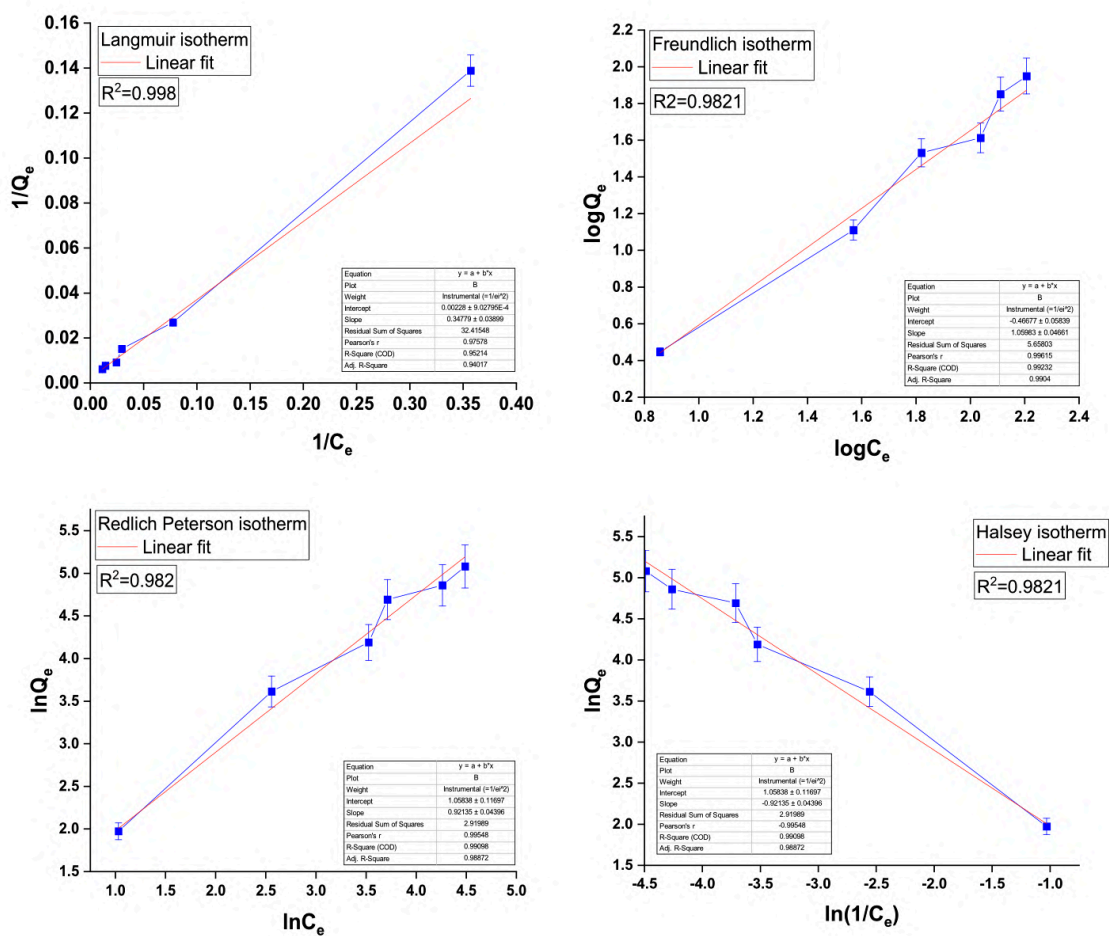 Langmuir isotherm
Linear fit
R²=0.998
1/Qₑ
0.16
0.14
0.12
0.10
0.08
0.06
0.04
0.02
0.00
Equation y = a + b*x
Plot B
Weight Instrumental (=1/ei^2)
Intercept 0.00228 ± 9.02795E-4
Slope 0.34779 ± 0.03899
Residual Sum of Squares 32.41548
Pearson's r 0.97578
R-Square (COD) 0.95214
Adj. R-Square 0.94017
0.00 0.05 0.10 0.15 0.20 0.25 0.30 0.35 0.40
1/Cₑ
Freundlich isotherm
Linear fit
R2=0.9821
logQₑ
2.2
2.0
1.8
1.6
1.4
1.2
1.0
0.8
0.6
0.4
0.2
Equation y = a + b*x
Plot B
Weight Instrumental (=1/ei^2)
Intercept -0.46677 ± 0.05839
Slope 1.05983 ± 0.04661
Residual Sum of Squares 5.65803
Pearson's r 0.99615
R-Square (COD) 0.99232
Adj. R-Square 0.9904
0.8 1.0 1.2 1.4 1.6 1.8 2.0 2.2 2.4
logCₑ
Redlich Peterson isotherm
Linear fit
R²=0.982
lnQₑ
5.5
5.0
4.5
4.0
3.5
3.0
2.5
2.0
1.5
Equation y = a + b*x
Plot B
Weight Instrumental (=1/ei^2)
Intercept 1.05838 ± 0.11697
Slope 0.92135 ± 0.04396
Residual Sum of Squares 2.91989
Pearson's r 0.99548
R-Square (COD) 0.99098
Adj. R-Square 0.98872
1.0 1.5 2.0 2.5 3.0 3.5 4.0 4.5 5.0
lnCₑ
Halsey isotherm
Linear fit
R²=0.9821
lnQₑ
5.5
5.0
4.5
4.0
3.5
3.0
2.5
2.0
1.5
Equation y = a + b*x
Plot B
Weight Instrumental (=1/ei^2)
Intercept 1.05838 ± 0.11697
Slope -0.92135 ± 0.04396
Residual Sum of Squares 2.91989
Pearson's r -0.99548
R-Square (COD) 0.99098
Adj. R-Square 0.98872
-4.5 -4.0 -3.5 -3.0 -2.5 -2.0 -1.5 -1.0
ln(1/Cₑ)